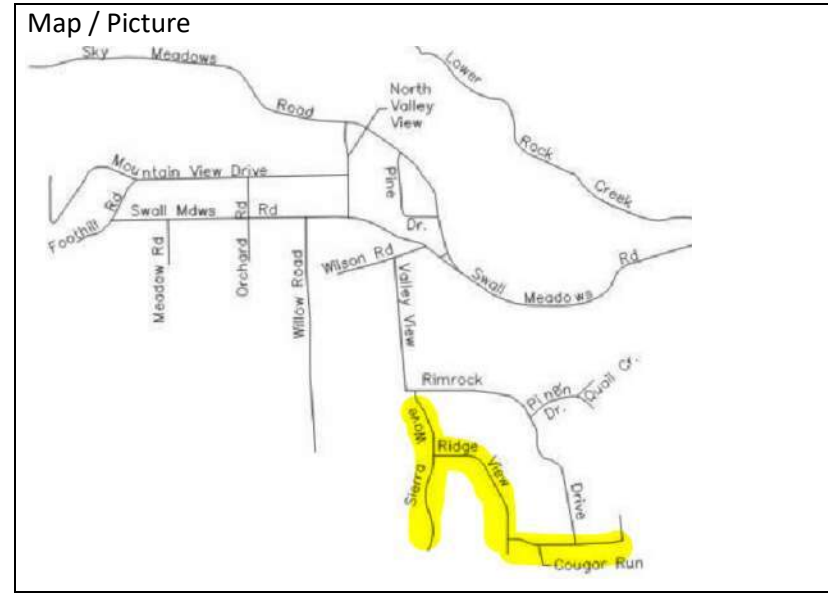 Map / Picture
Sky Meadows Road
Lower Rock Creek
North
Valley
View
Mountain View Drive
Pine Dr.
Foothill Rd
Swall Mdws Rd
Meadow Rd
Orchard Rd
Willow Road
Wilson Rd
Valley View
Swall Meadows Rd
Rimrock Drive
Pinon Dr.
Quail Cr.
Sierra Wave
Ridge View
Cougar Run